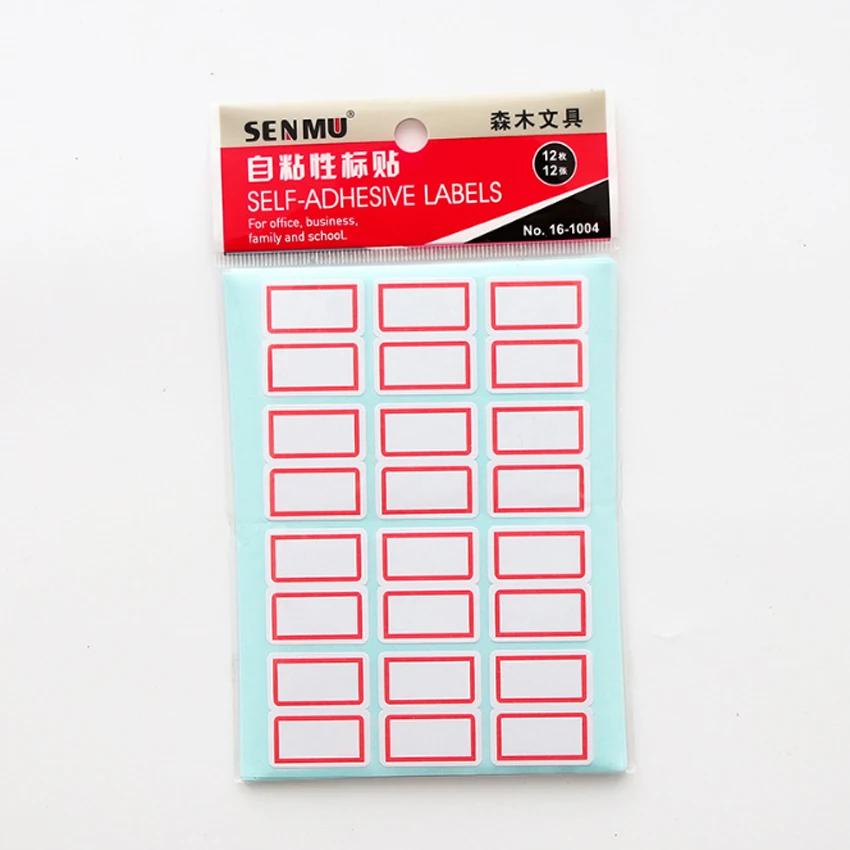 SENMU®
森木文具
自粘性标贴
12枚
12张
SELF-ADHESIVE LABELS
For office, business,
family and school.
No. 16-1004